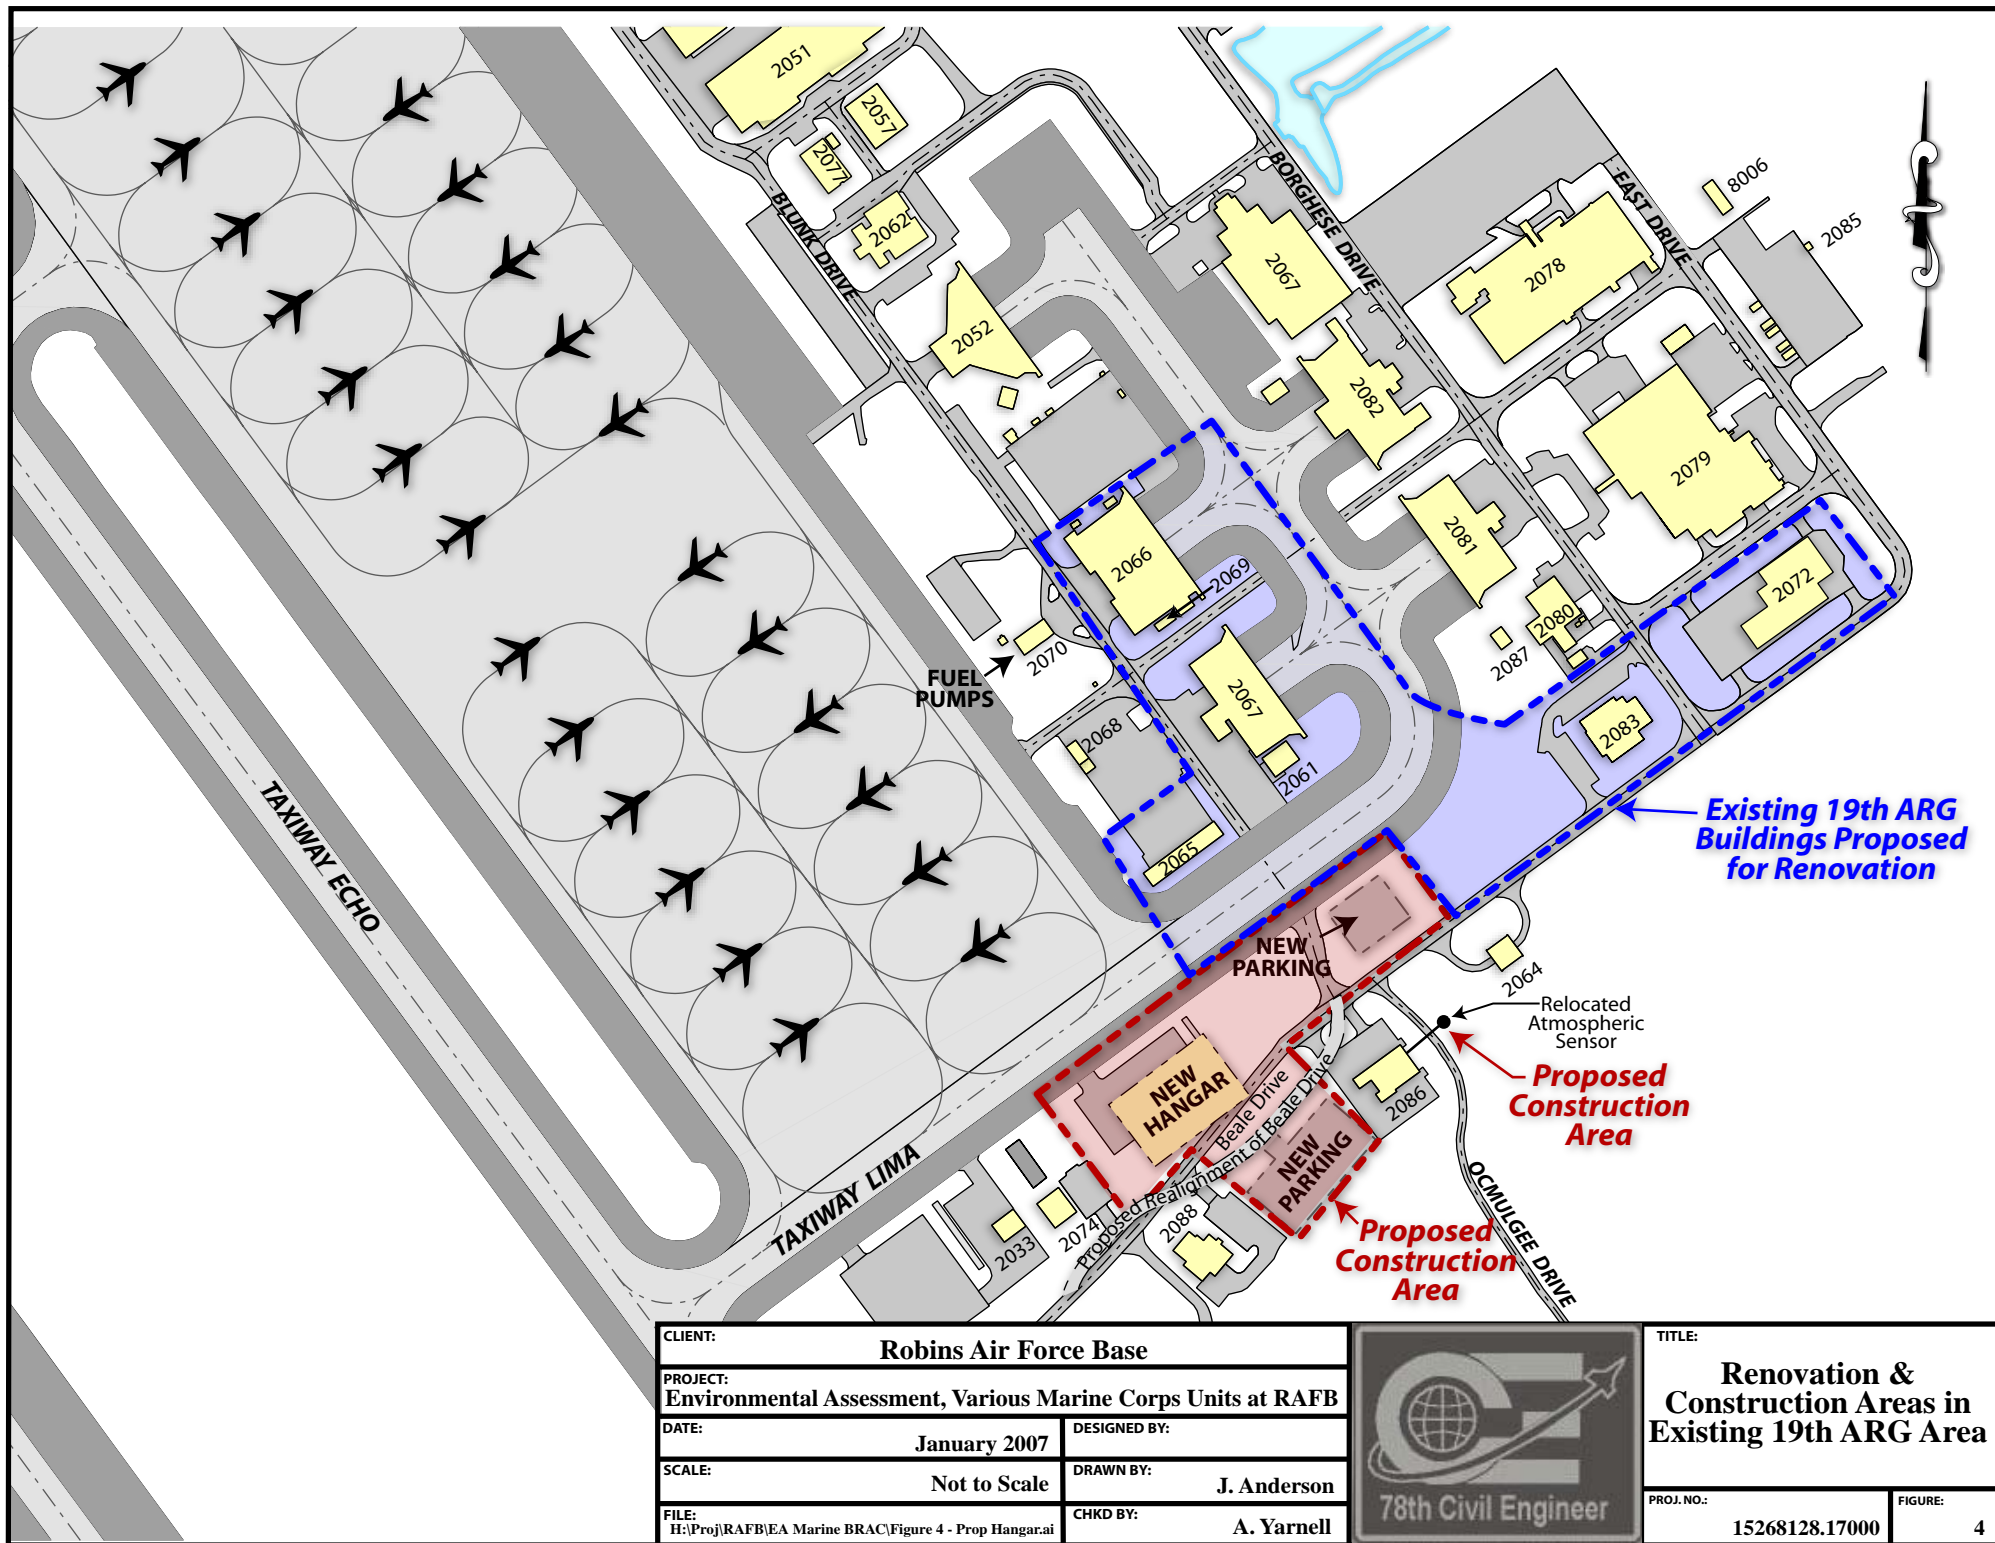 2051
2057
2077
BLUNK DRIVE
2062
BORGHESE DRIVE
EAST DRIVE
8006
2085
2067
2078
2052
2082
2079
2081
2066
2069
2072
2080
2087
2070
FUEL
PUMPS
2067
2083
2068
2061
2065
Existing 19th ARG
Buildings Proposed
for Renovation
TAXIWAY ECHO
NEW
PARKING
2064
Relocated
Atmospheric
Sensor
Proposed
Construction
Area
NEW
HANGAR
Beale Drive
Proposed Realignment of Beale Drive
2086
NEW
PARKING
OCMULGEE DRIVE
TAXIWAY LIMA
2033
2074
2088
Proposed
Construction
Area
CLIENT:
Robins Air Force Base
PROJECT:
Environmental Assessment, Various Marine Corps Units at RAFB
DATE:
January 2007
DESIGNED BY:
SCALE:
Not to Scale
DRAWN BY:
J. Anderson
FILE:
H:\Proj\RAFB\EA Marine BRAC\Figure 4 - Prop Hangar.ai
CHKD BY:
A. Yarnell
CE
78th Civil Engineer
TITLE:
Renovation &
Construction Areas in
Existing 19th ARG Area
PROJ. NO.:
15268128.17000
FIGURE:
4